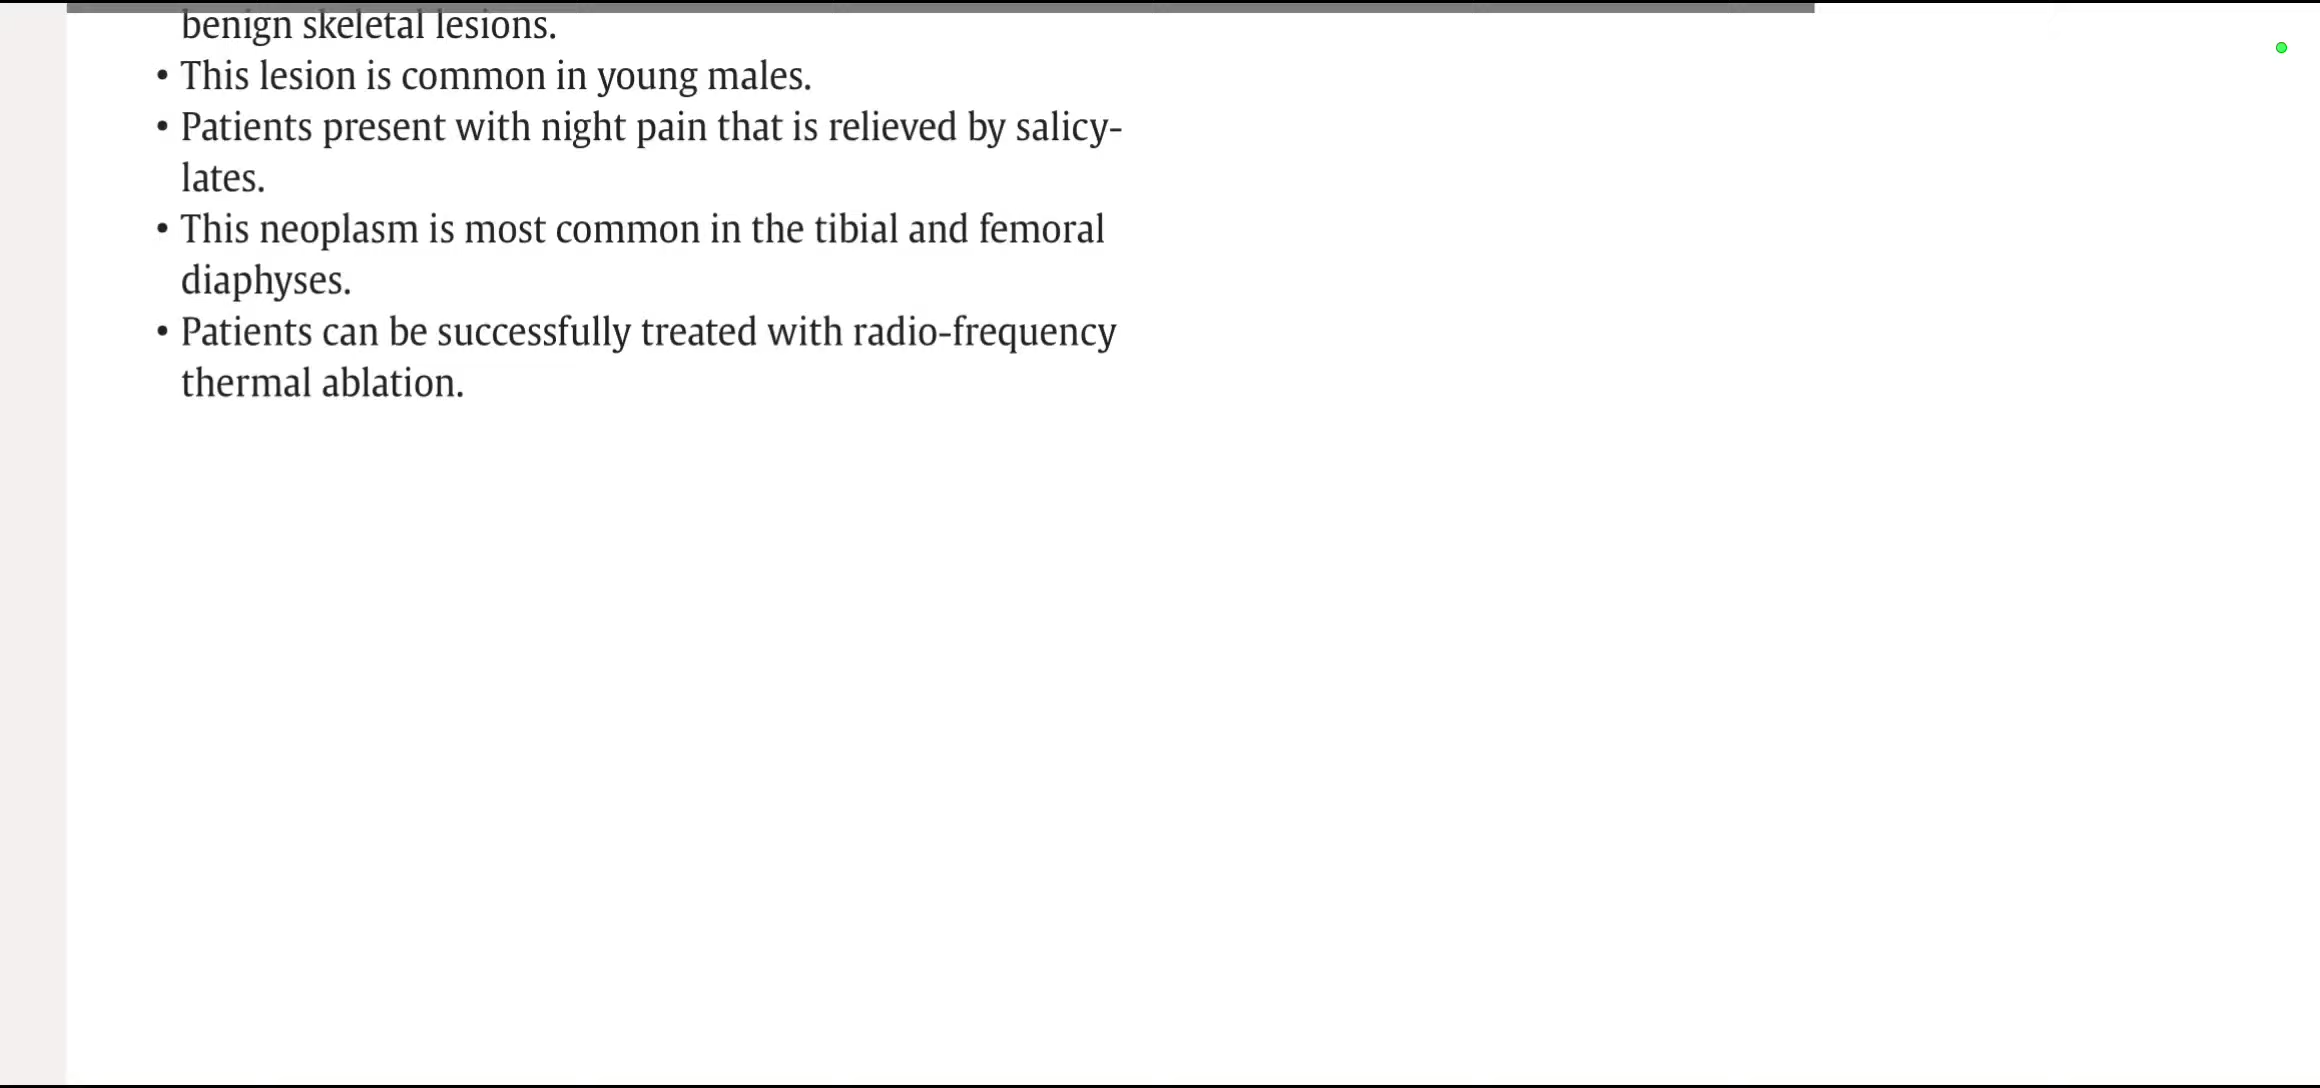 benign skeletal lesions.
• This lesion is common in young males.
• Patients present with night pain that is relieved by salicy-
lates.
• This neoplasm is most common in the tibial and femoral
diaphyses.
• Patients can be successfully treated with radio-frequency
thermal ablation.